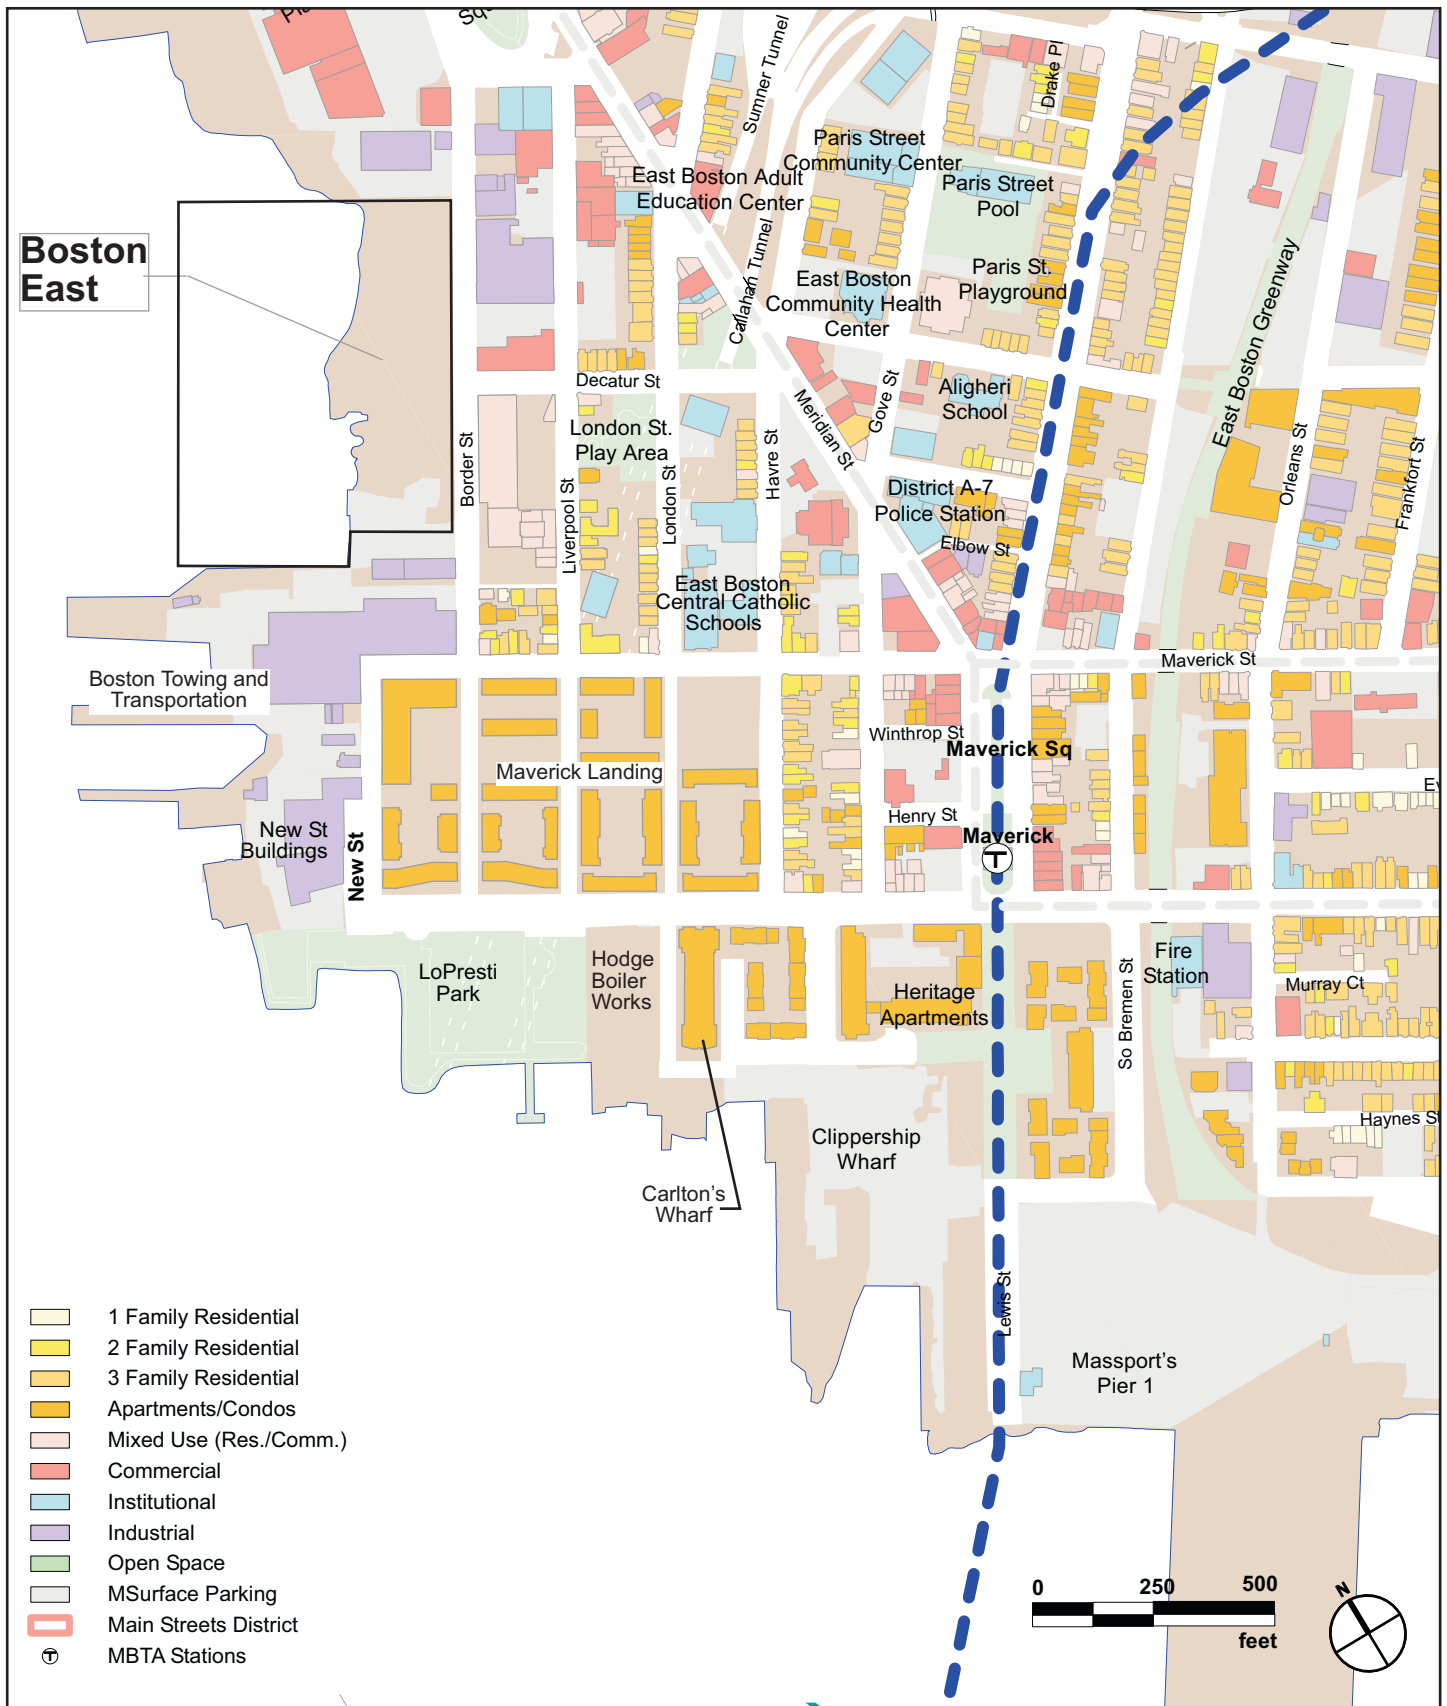 Sumner Tunnel
Drake Pl
Paris Street
Community Center
East Boston Adult
Education Center
Paris Street
Pool
Boston
East
Callahan Tunnel
East Boston
Community Health
Center
Paris St.
Playground
East Boston Greenway
Decatur St
Meridian St
Gove St
Aligheri
School
London St.
Play Area
Border St
Liverpool St
London St
Havre St
Orleans St
Frankfort St
District A-7
Police Station
Elbow St
East Boston
Central Catholic
Schools
Maverick St
Boston Towing and
Transportation
Winthrop St
Maverick Sq
Maverick Landing
New St
Buildings
New St
Henry St
Maverick
T
LoPresti
Park
Hodge
Boiler
Works
Heritage
Apartments
So Bremen St
Fire
Station
Murray Ct
Haynes St
Clippership
Wharf
Carlton's
Wharf
Lewis St
Massport's
Pier 1
1 Family Residential
2 Family Residential
3 Family Residential
Apartments/Condos
Mixed Use (Res./Comm.)
Commercial
Institutional
Industrial
Open Space
MSurface Parking
Main Streets District
T MBTA Stations
0 250 500
feet
N